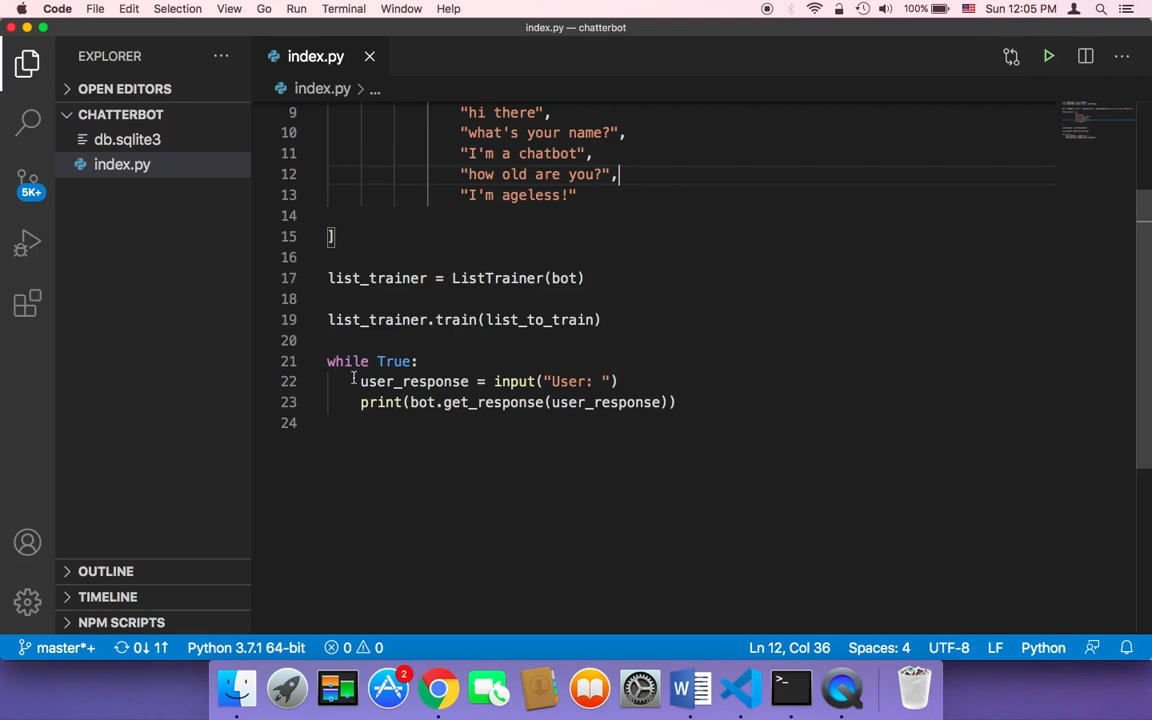 Code File Edit Selection View Go Run Terminal Window Help 100% Sun 12:05 PM
index.py — chatterbot
EXPLORER
index.py
OPEN EDITORS
index.py > ...
CHATTERBOT
db.sqlite3
index.py
9 "hi there",
10 "what's your name?",
11 "I'm a chatbot",
12 "how old are you?",
13 "I'm ageless!"
14
15 ]
16
17 list_trainer = ListTrainer(bot)
18
19 list_trainer.train(list_to_train)
20
21 while True:
22 user_response = input("User: ")
23 print(bot.get_response(user_response))
24
5K+
OUTLINE
TIMELINE
NPM SCRIPTS
master*+ 0↓ 1↑ Python 3.7.1 64-bit 0 0 Ln 12, Col 36 Spaces: 4 UTF-8 LF Python
2
W
>_